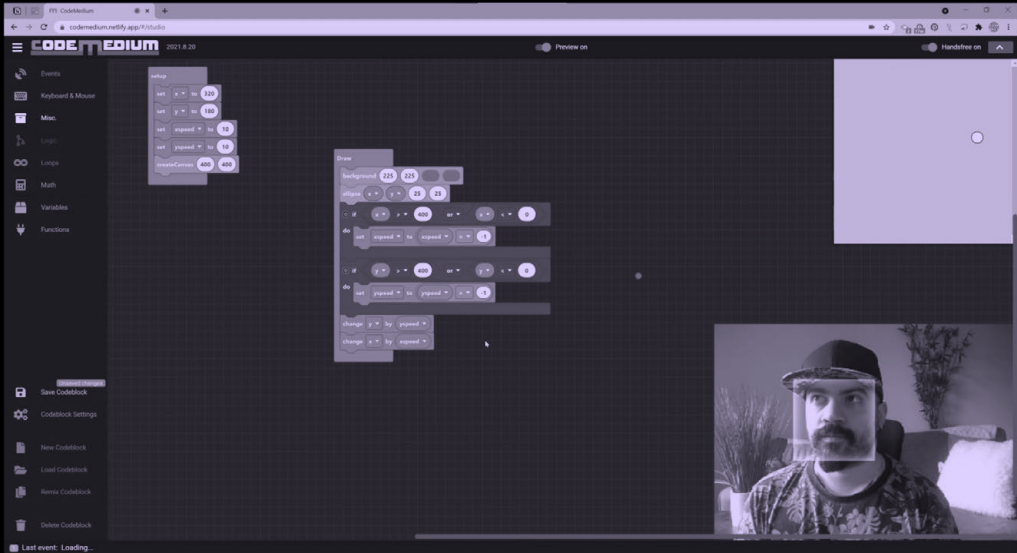 CodeMedium
codemedium.netlify.app/#/studio
CODEMEDIUM 2021.8.20 Preview on Handsfree on
Events
Keyboard & Mouse
Misc
Logic
Loops
Math
Variables
Functions
setup
set x to 320
set y to 180
set xspeed to 10
set yspeed to 10
createCanvas 400 400
Draw
background 225 225
ellipse x y 25 25
if x > 400 or x < 0
do set xspeed to xspeed
if y > 400 or y < 0
do set yspeed to yspeed
change y by yspeed
change x by xspeed
Unsaved changes
Save Codeblock
Codeblock Settings
New Codeblock
Load Codeblock
Remix Codeblock
Delete Codeblock
Last event: Loading...